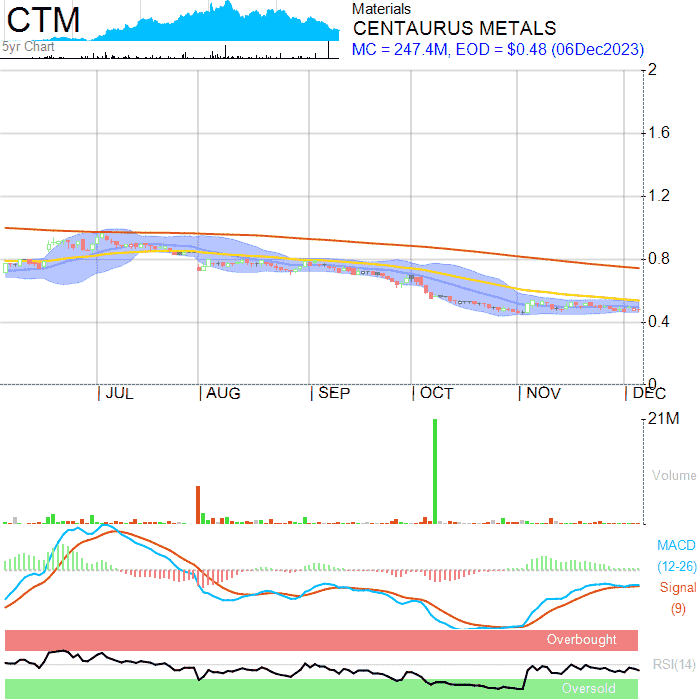 CTM
5yr Chart
Materials
CENTAURUS METALS
MC = 247.4M, EOD = $0.48 (06Dec2023)
2
1.6
1.2
0.8
0.4
0
JUL AUG SEP OCT NOV DEC
21M
Volume
MACD
(12-26)
Signal
(9)
Overbought
RSI(14)
Oversold